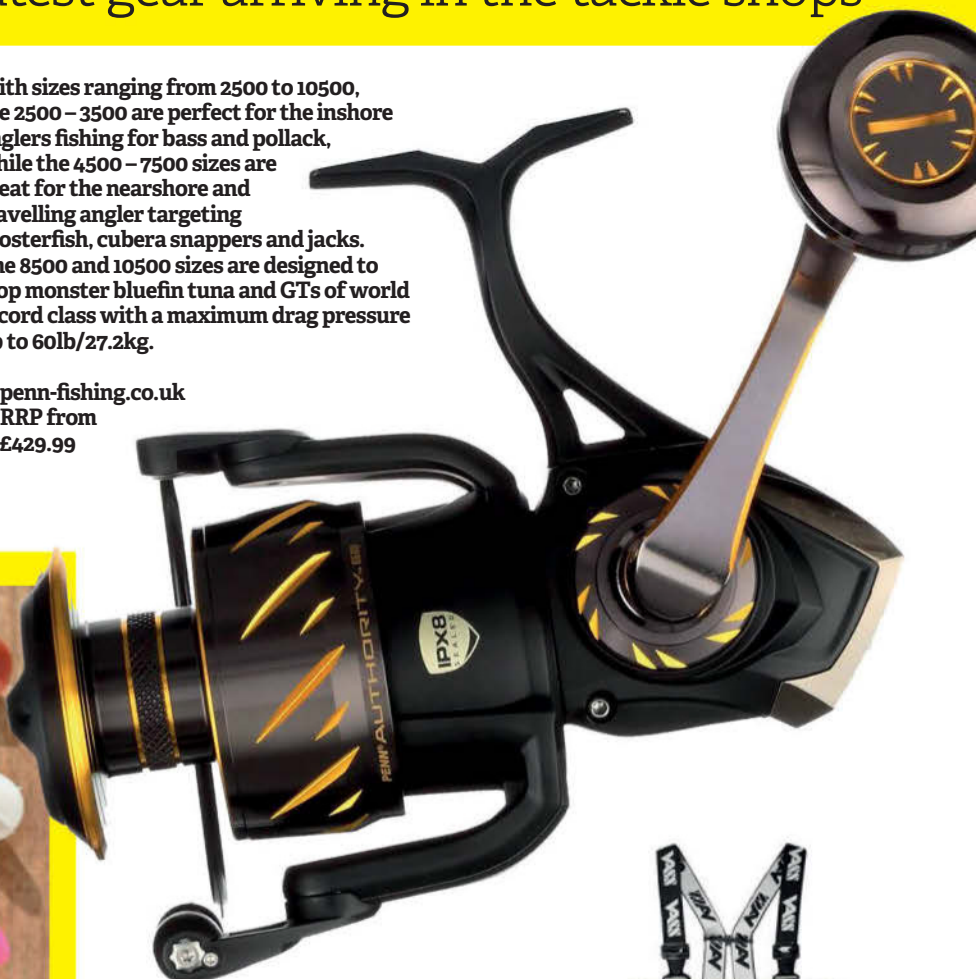 test gear arriving in the tackle shops
ith sizes ranging from 2500 to 10500,
e 2500 – 3500 are perfect for the inshore
glers fishing for bass and pollack,
hile the 4500 – 7500 sizes are
eat for the nearshore and
avelling angler targeting
osterfish, cubera snappers and jacks.
he 8500 and 10500 sizes are designed to
op monster bluefin tuna and GTs of world
cord class with a maximum drag pressure
p to 60lb/27.2kg.
penn-fishing.co.uk
RRP from
£429.99
IPX8
SEALED
PENN® AUTHORITY